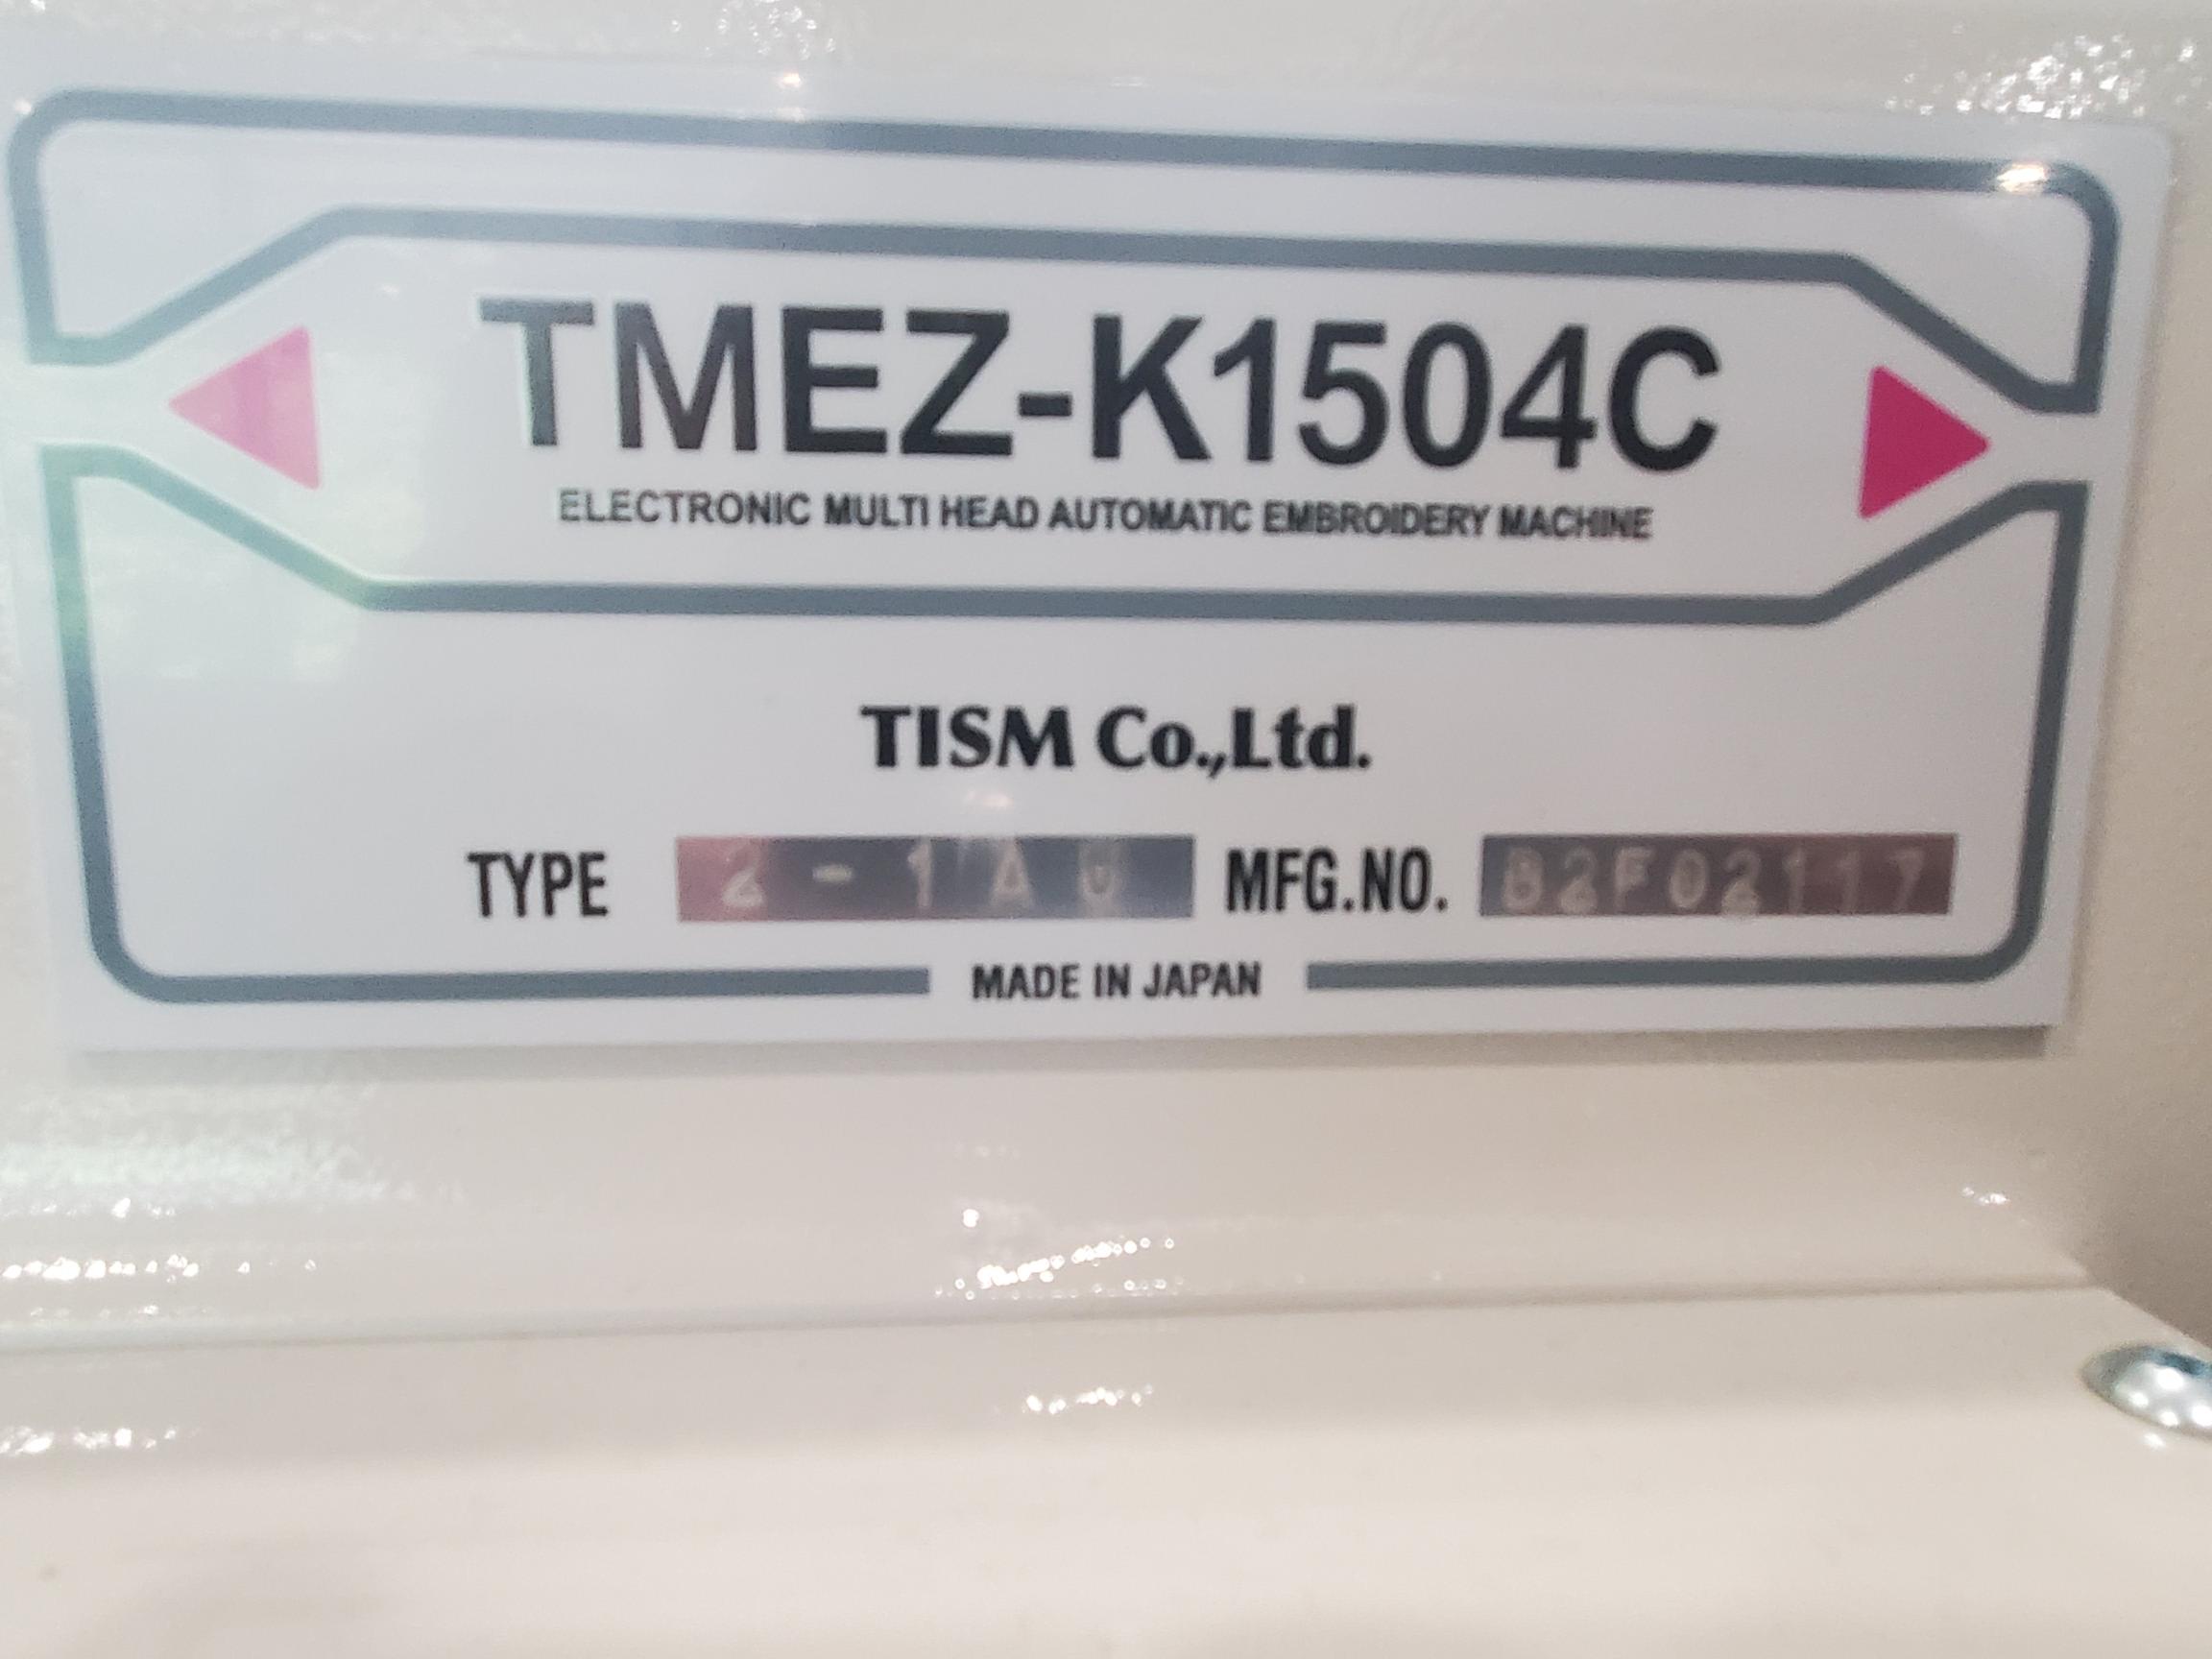 TMEZ-K1504C
ELECTRONIC MULTI HEAD AUTOMATIC EMBROIDERY MACHINE
TISM Co.,Ltd.
TYPE 2-1AU MFG.NO.
MADE IN JAPAN